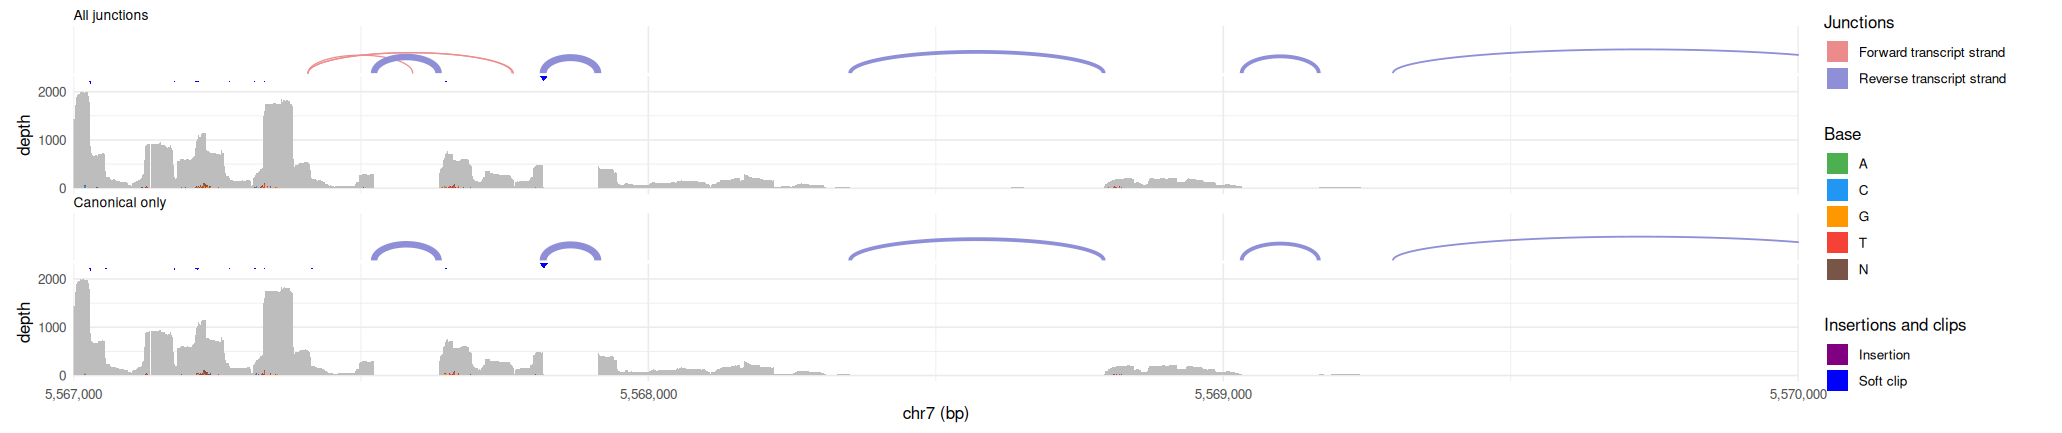 All junctions
depth
2000
1000
0
Canonical only
depth
2000
1000
0
5,567,000
5,568,000
5,569,000
5,570,000
chr7 (bp)
Junctions
Forward transcript strand
Reverse transcript strand
Base
A
C
G
T
N
Insertions and clips
Insertion
Soft clip